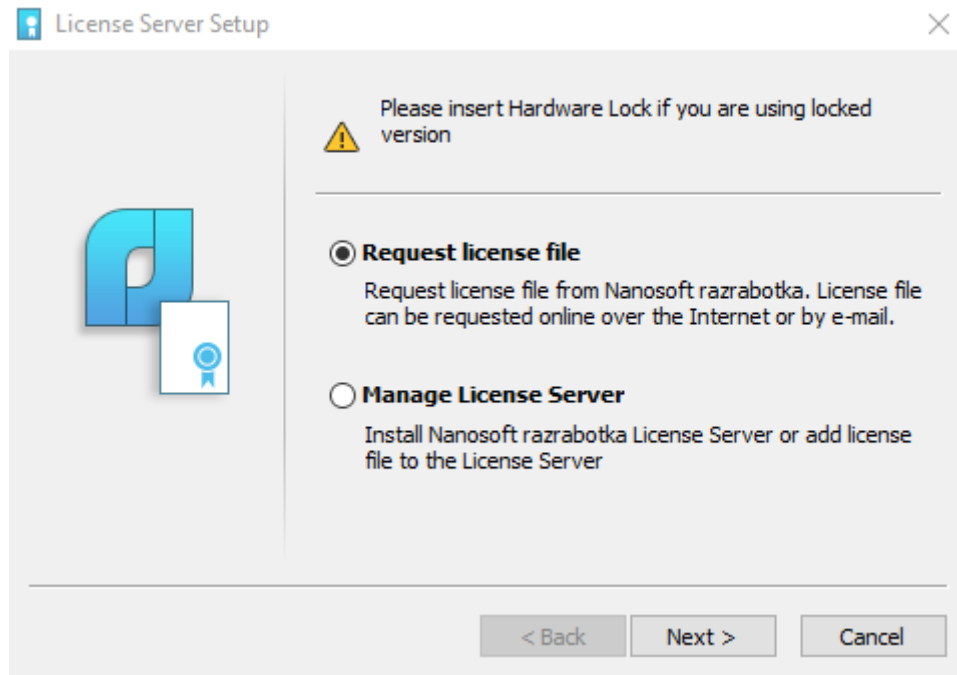 License Server Setup
Please insert Hardware Lock if you are using locked
version
Request license file
Request license file from Nanosoft razrabotka. License file
can be requested online over the Internet or by e-mail.
Manage License Server
Install Nanosoft razrabotka License Server or add license
file to the License Server
< Back Next > Cancel